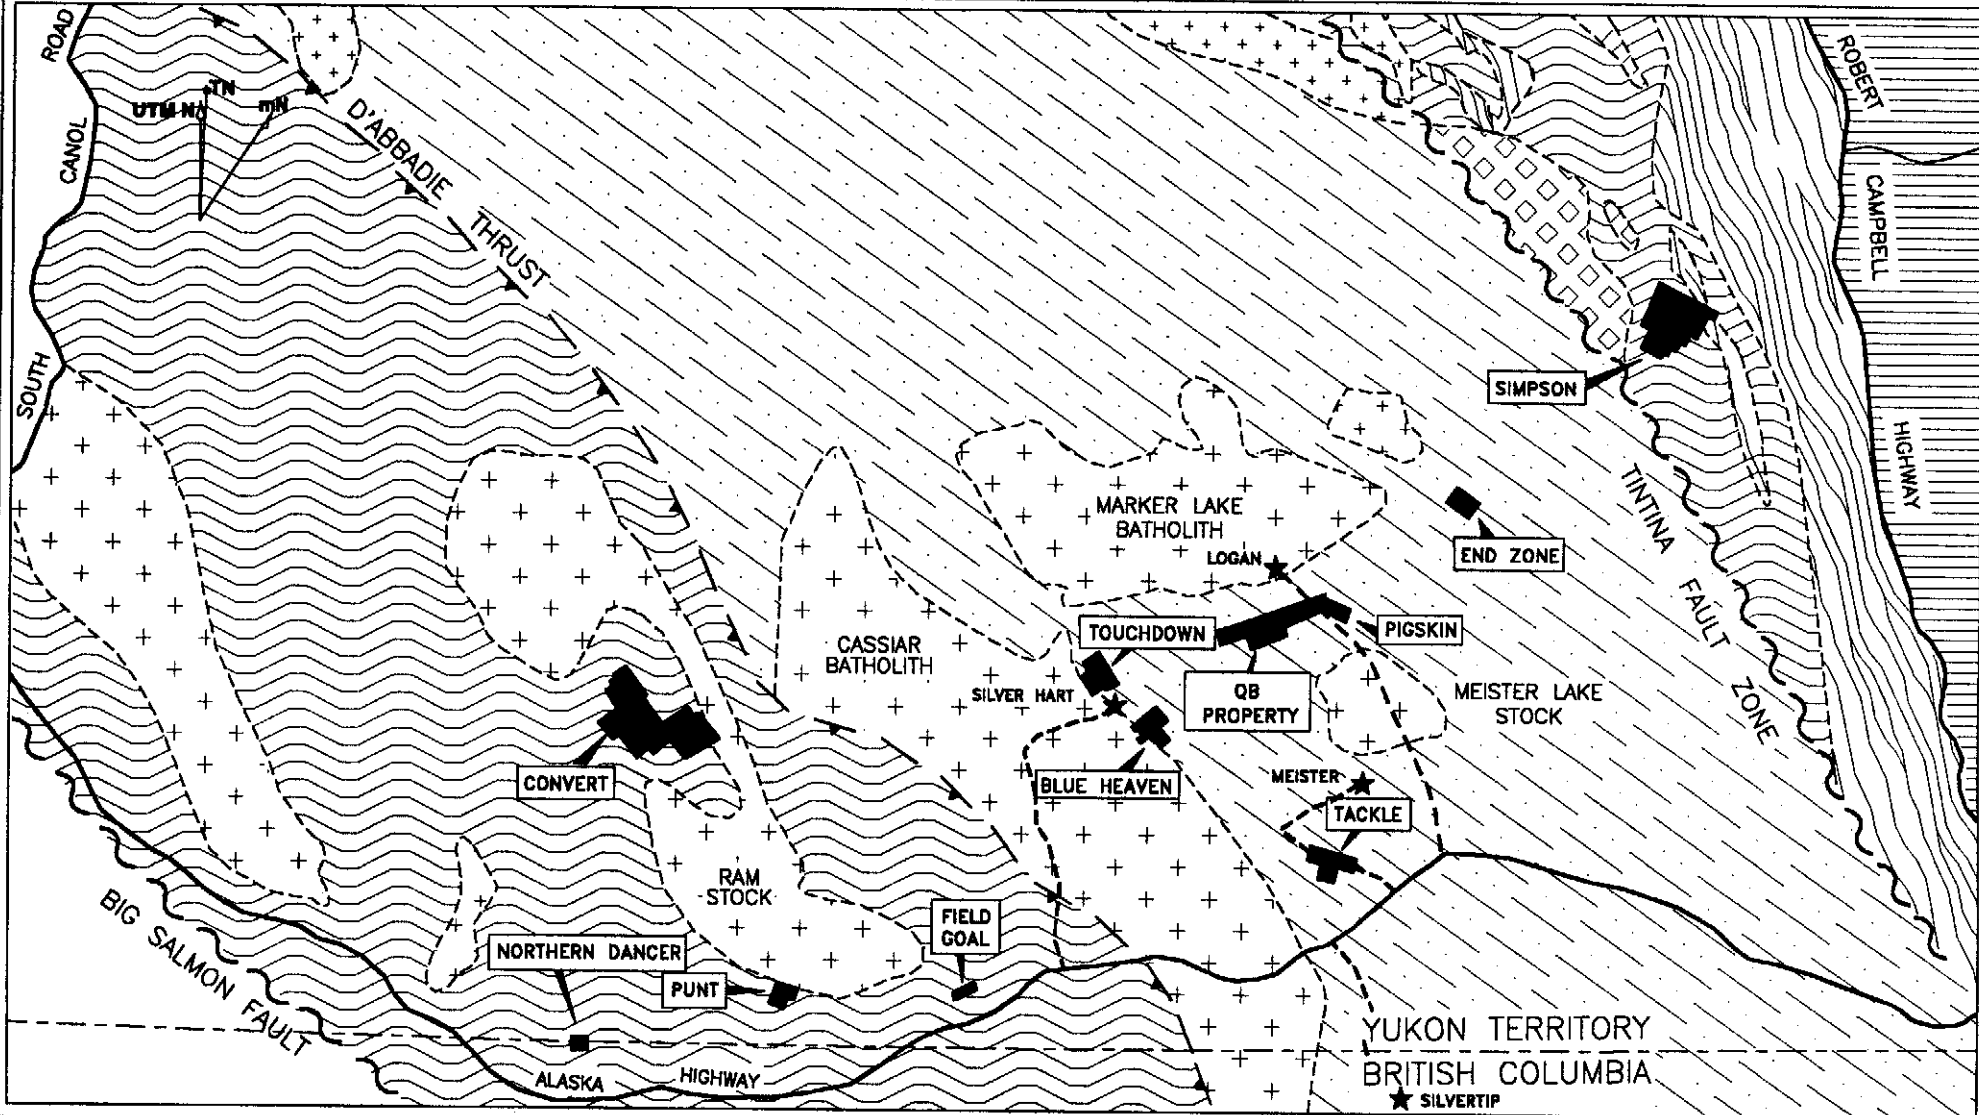 ROAD
CANOL
SOUTH
TN
UTM N
mN
D'ABBADIE
THRUST
ROBERT
CAMPBELL
HIGHWAY
SIMPSON
TINTINA
FAULT
ZONE
MARKER LAKE
BATHOLITH
LOGAN
END ZONE
TOUCHDOWN
PIGSKIN
CASSIAR
BATHOLITH
SILVER HART
QB
PROPERTY
MEISTER LAKE
STOCK
CONVERT
BLUE HEAVEN
MEISTER
TACKLE
RAM
STOCK
FIELD
GOAL
NORTHERN DANCER
PUNT
BIG SALMON FAULT
YUKON TERRITORY
BRITISH COLUMBIA
ALASKA
HIGHWAY
SILVERTIP